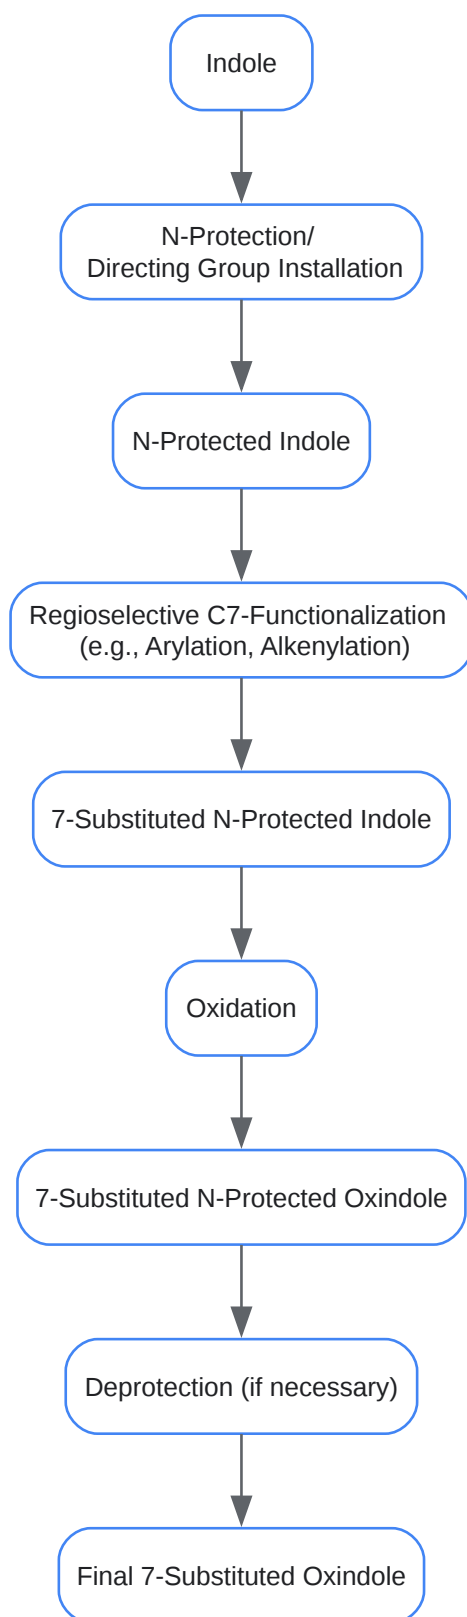 Indole
N-Protection/
Directing Group Installation
N-Protected Indole
Regioselective C7-Functionalization
(e.g., Arylation, Alkenylation)
7-Substituted N-Protected Indole
Oxidation
7-Substituted N-Protected Oxindole
Deprotection (if necessary)
Final 7-Substituted Oxindole